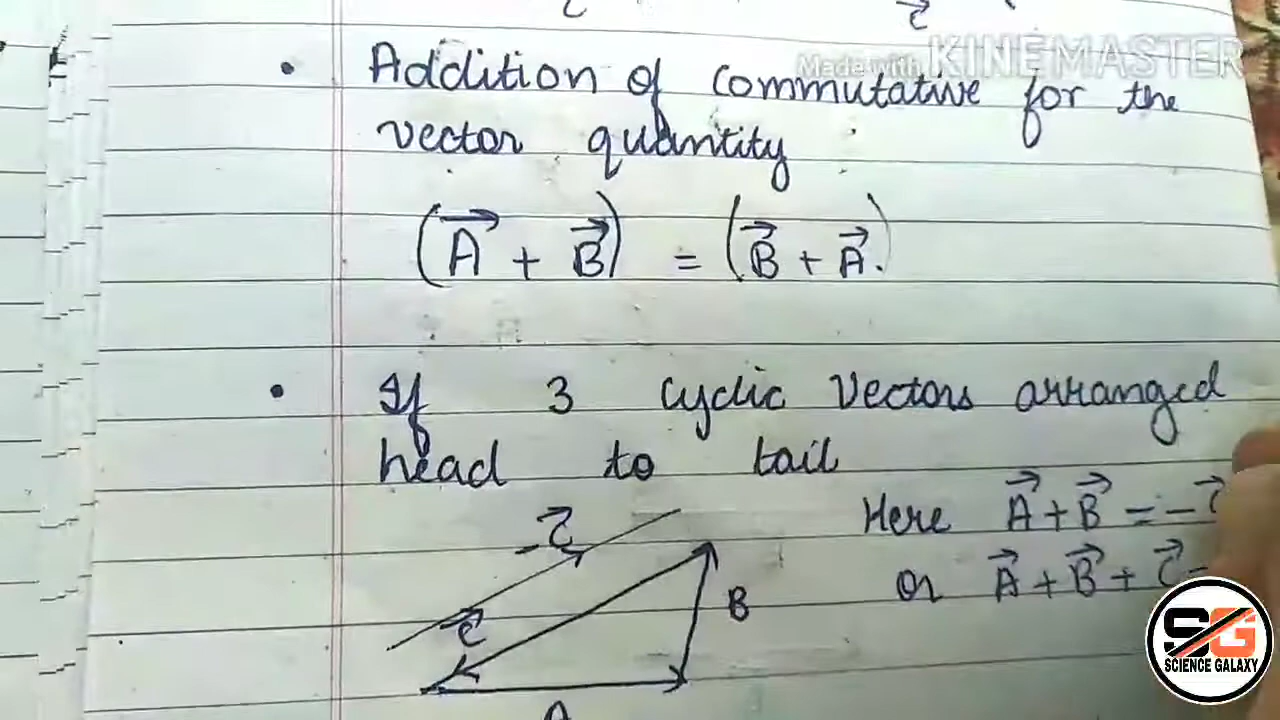 Made with KINEMASTER
• Addition of commutative for the
vector quantity
(A⃗ + B⃗) = (B⃗ + A⃗)
• If 3 cyclic vectors arranged
head to tail
Here A⃗ + B⃗ = -C⃗
-C⃗
or A⃗ + B⃗ + C⃗ =
B
C⃗
SG
SCIENCE GALAXY
A